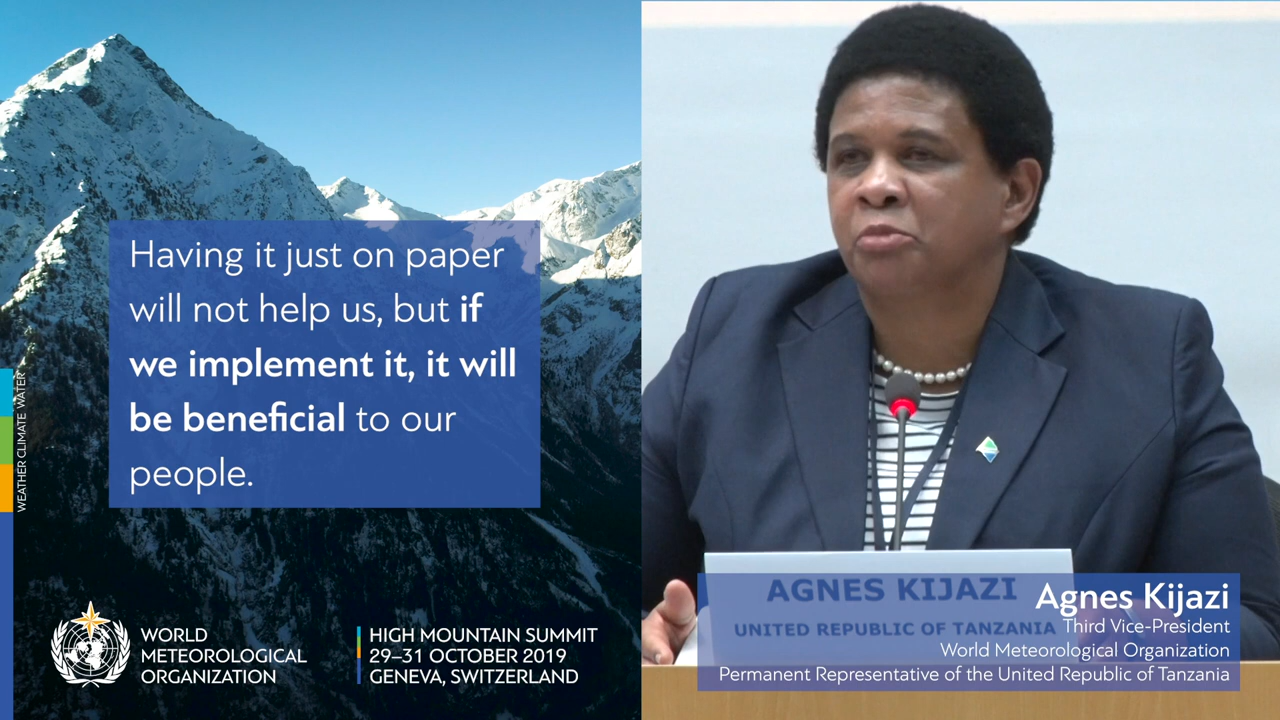 Having it just on paper
will not help us, but if
we implement it, it will
be beneficial to our
people.
WEATHER CLIMATE WATER
WORLD
METEOROLOGICAL
ORGANIZATION
HIGH MOUNTAIN SUMMIT
29–31 OCTOBER 2019
GENEVA, SWITZERLAND
AGNES KIJAZI
UNITED REPUBLIC OF TANZANIA
Agnes Kijazi
Third Vice-President
World Meteorological Organization
Permanent Representative of the United Republic of Tanzania